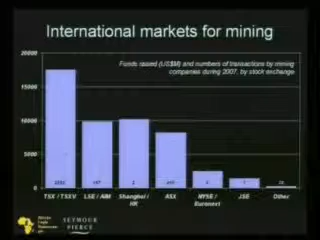 International markets for mining
Funds raised (US$M) and numbers of transactions by mining
companies during 2007, by stock exchange
20000
15000
10000
5000
0
TSX / TSXV
LSE / AIM
Shanghai /
HK
ASX
NYSE /
Euronext
JSE
Other
SEYMOUR
PIERCE